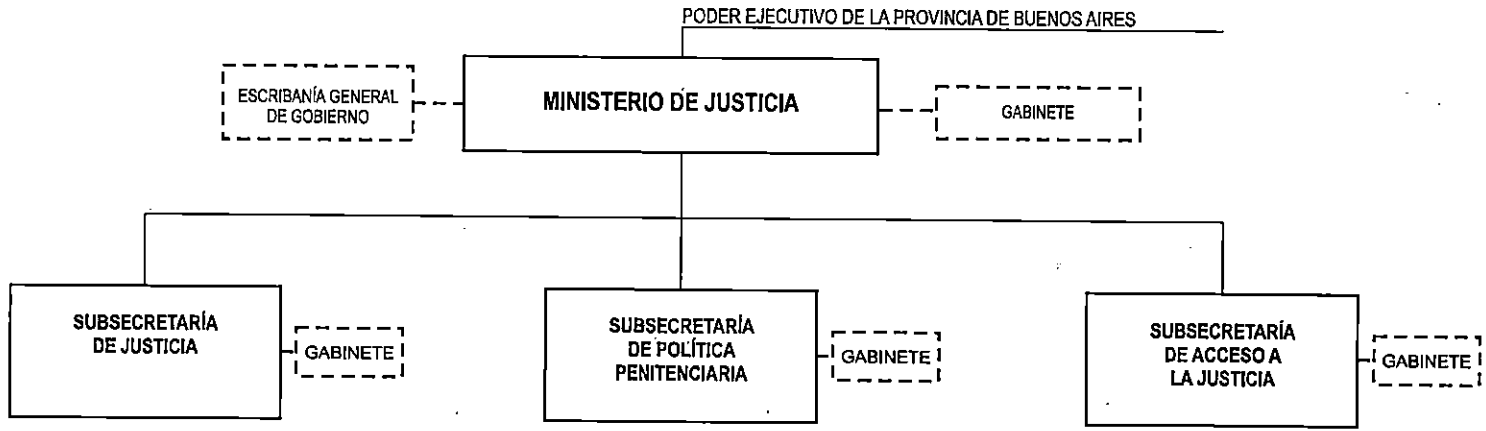 PODER EJECUTIVO DE LA PROVINCIA DE BUENOS AIRES
ESCRIBANÍA GENERAL
DE GOBIERNO
MINISTERIO DE JUSTICIA
GABINETE
SUBSECRETARÍA
DE JUSTICIA
GABINETE
SUBSECRETARÍA
DE POLÍTICA
PENITENCIARIA
GABINETE
SUBSECRETARÍA
DE ACCESO A
LA JUSTICIA
GABINETE